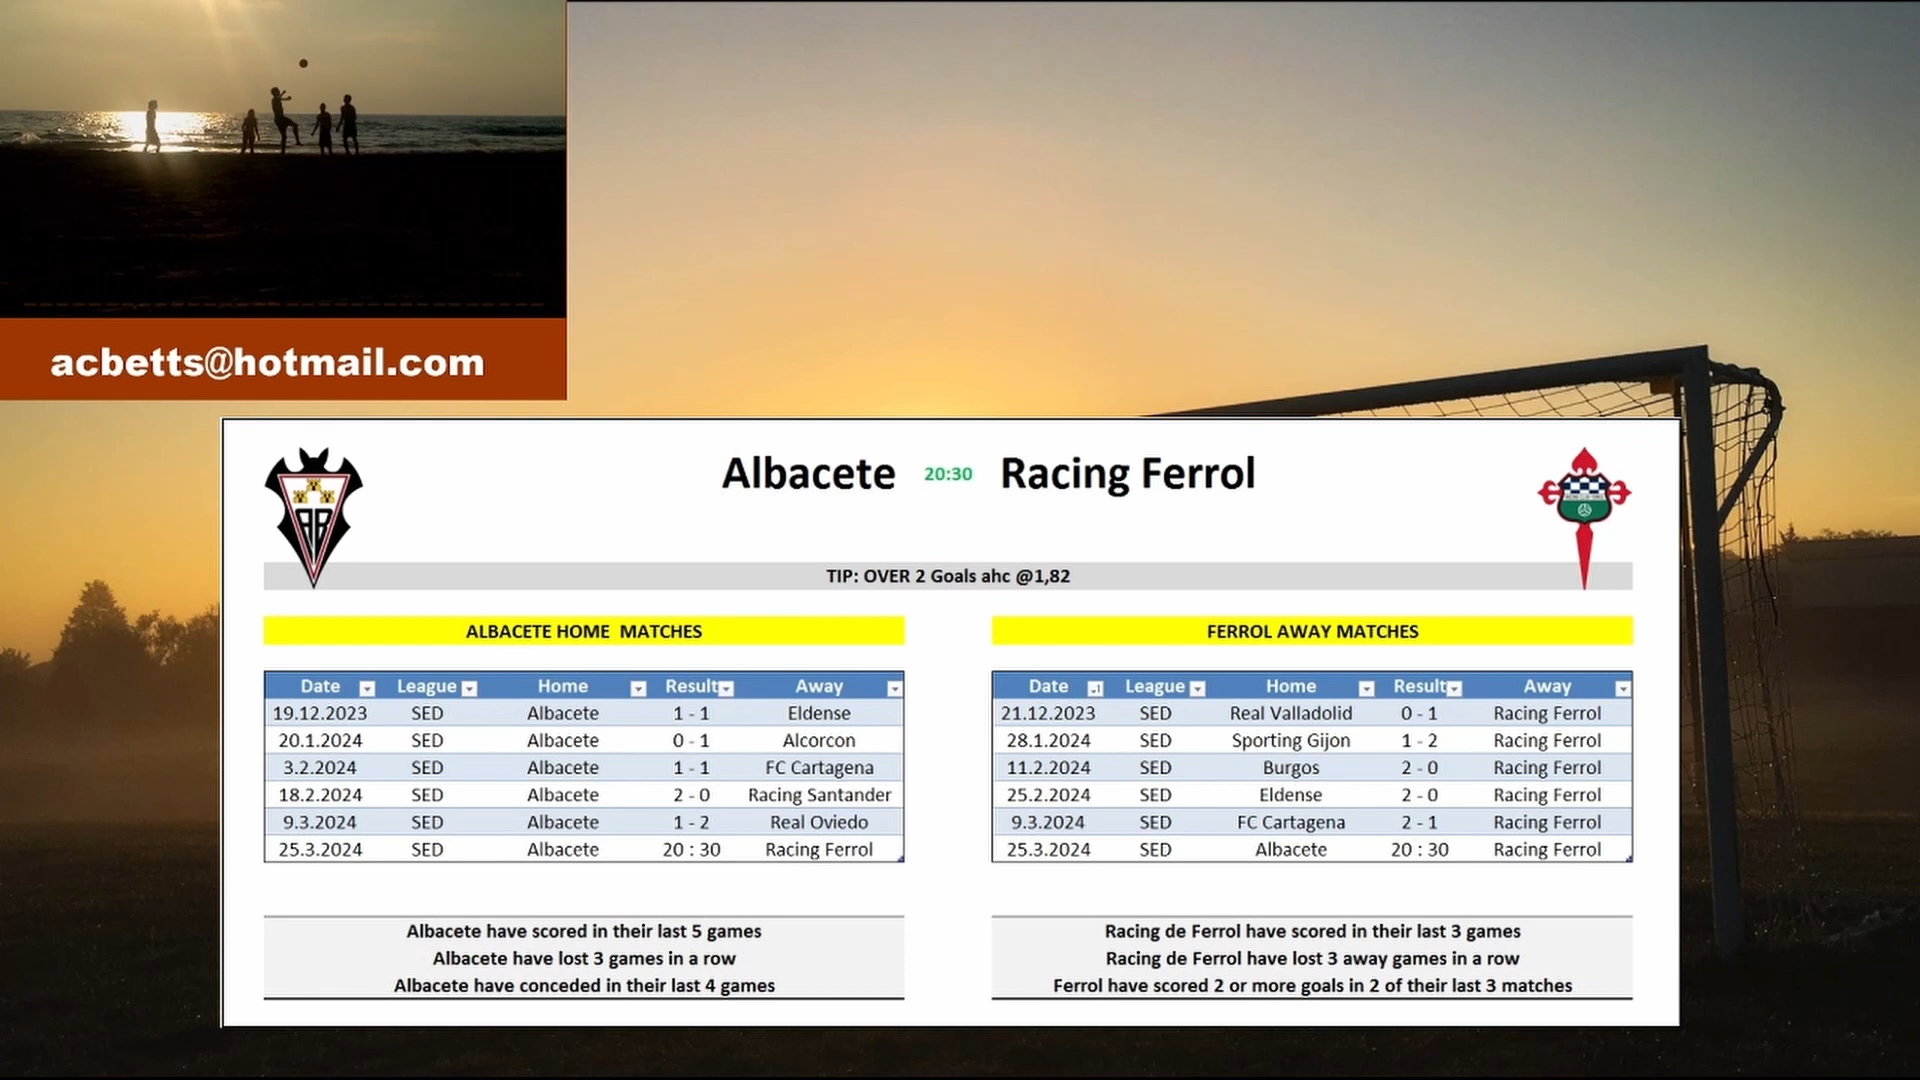 acbetts@hotmail.com
Albacete 20:30 Racing Ferrol
TIP: OVER 2 Goals ahc @1,82
ALBACETE HOME MATCHES
Date League Home Result Away
19.12.2023 SED Albacete 1 - 1 Eldense
20.1.2024 SED Albacete 0 - 1 Alcorcon
3.2.2024 SED Albacete 1 - 1 FC Cartagena
18.2.2024 SED Albacete 2 - 0 Racing Santander
9.3.2024 SED Albacete 1 - 2 Real Oviedo
25.3.2024 SED Albacete 20 : 30 Racing Ferrol
Albacete have scored in their last 5 games
Albacete have lost 3 games in a row
Albacete have conceded in their last 4 games
FERROL AWAY MATCHES
Date League Home Result Away
21.12.2023 SED Real Valladolid 0 - 1 Racing Ferrol
28.1.2024 SED Sporting Gijon 1 - 2 Racing Ferrol
11.2.2024 SED Burgos 2 - 0 Racing Ferrol
25.2.2024 SED Eldense 2 - 0 Racing Ferrol
9.3.2024 SED FC Cartagena 2 - 1 Racing Ferrol
25.3.2024 SED Albacete 20 : 30 Racing Ferrol
Racing de Ferrol have scored in their last 3 games
Racing de Ferrol have lost 3 away games in a row
Ferrol have scored 2 or more goals in 2 of their last 3 matches